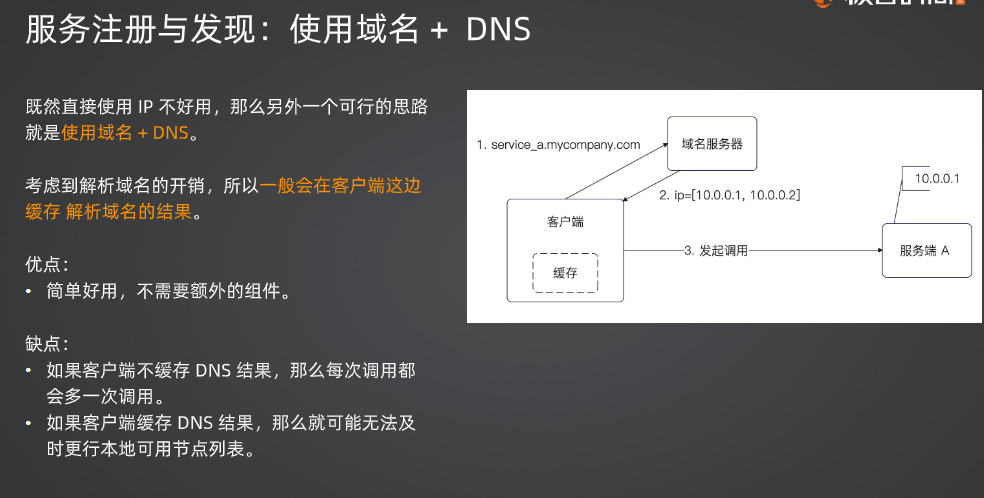 服务注册与发现：使用域名 + DNS
既然直接使用 IP 不好用，那么另外一个可行的思路
就是使用域名 + DNS。
考虑到解析域名的开销，所以一般会在客户端这边
缓存 解析域名的结果。
优点：
• 简单好用，不需要额外的组件。
缺点：
• 如果客户端不缓存 DNS 结果，那么每次调用都
会多一次调用。
• 如果客户端缓存 DNS 结果，那么就可能无法及
时更行本地可用节点列表。
1. service_a.mycompany.com
域名服务器
2. ip=[10.0.0.1, 10.0.0.2]
10.0.0.1
客户端
缓存
3. 发起调用
服务端 A